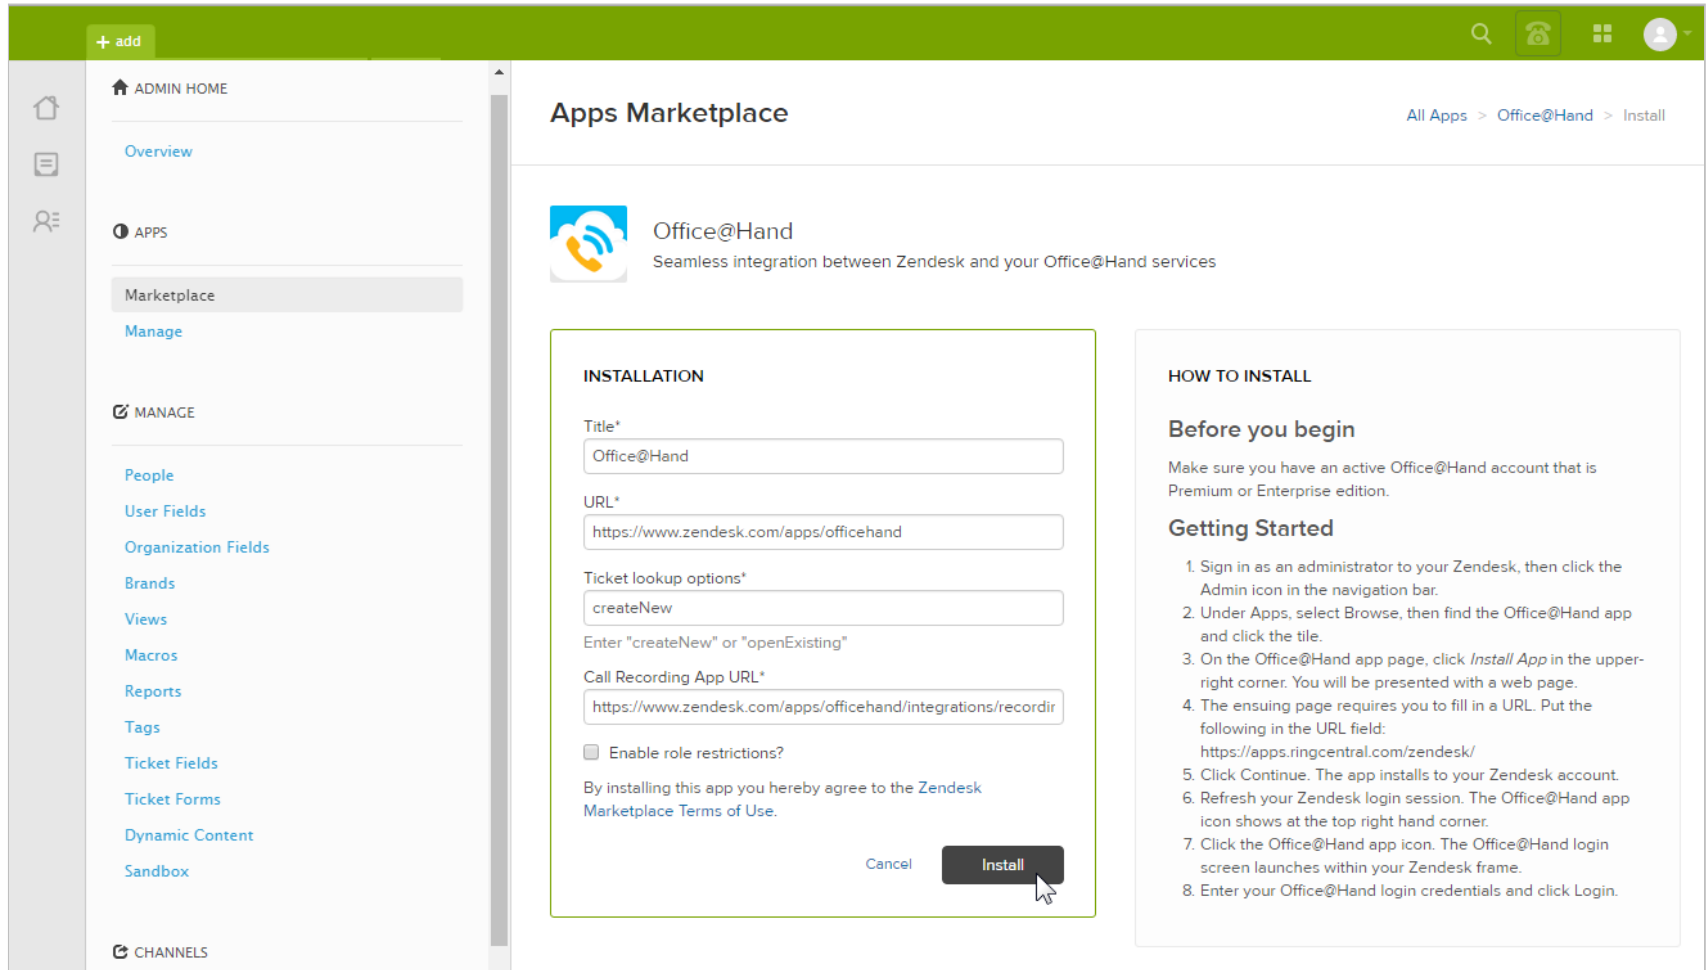 + add
ADMIN HOME
Overview
APPS
Marketplace
Manage
MANAGE
People
User Fields
Organization Fields
Brands
Views
Macros
Reports
Tags
Ticket Fields
Ticket Forms
Dynamic Content
Sandbox
CHANNELS
Apps Marketplace
All Apps > Office@Hand > Install
Office@Hand
Seamless integration between Zendesk and your Office@Hand services
INSTALLATION
Title*
Office@Hand
URL*
https://www.zendesk.com/apps/officehand
Ticket lookup options*
createNew
Enter "createNew" or "openExisting"
Call Recording App URL*
https://www.zendesk.com/apps/officehand/integrations/recordir
Enable role restrictions?
By installing this app you hereby agree to the Zendesk
Marketplace Terms of Use.
Cancel
Install
HOW TO INSTALL
Before you begin
Make sure you have an active Office@Hand account that is
Premium or Enterprise edition.
Getting Started
1. Sign in as an administrator to your Zendesk, then click the
Admin icon in the navigation bar.
2. Under Apps, select Browse, then find the Office@Hand app
and click the tile.
3. On the Office@Hand app page, click Install App in the upper-
right corner. You will be presented with a web page.
4. The ensuing page requires you to fill in a URL. Put the
following in the URL field:
https://apps.ringcentral.com/zendesk/
5. Click Continue. The app installs to your Zendesk account.
6. Refresh your Zendesk login session. The Office@Hand app
icon shows at the top right hand corner.
7. Click the Office@Hand app icon. The Office@Hand login
screen launches within your Zendesk frame.
8. Enter your Office@Hand login credentials and click Login.